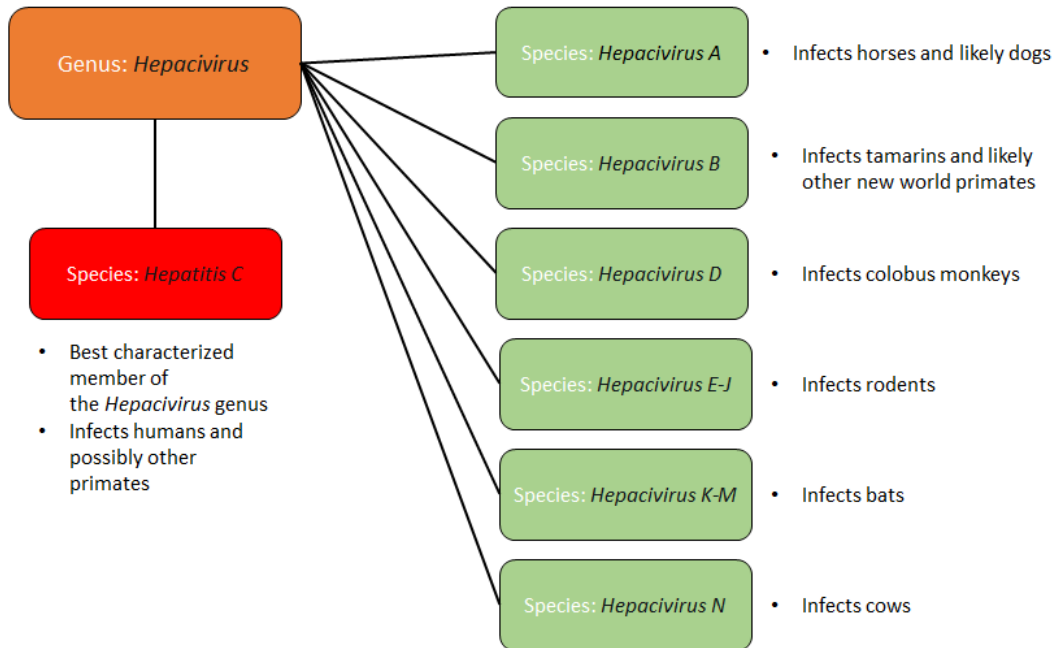 Genus: Hepacivirus
Species: Hepatitis C
• Best characterized
member of
the Hepacivirus genus
• Infects humans and
possibly other
primates
Species: Hepacivirus A
• Infects horses and likely dogs
Species: Hepacivirus B
• Infects tamarins and likely
other new world primates
Species: Hepacivirus D
• Infects colobus monkeys
Species: Hepacivirus E-J
• Infects rodents
Species: Hepacivirus K-M
• Infects bats
Species: Hepacivirus N
• Infects cows